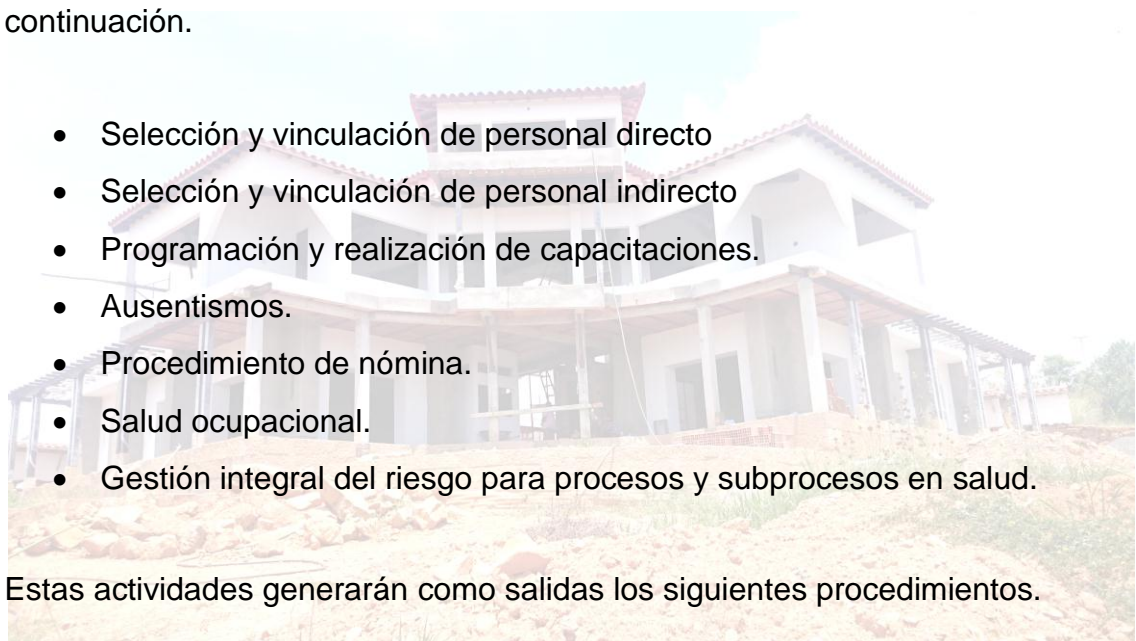 continuación.
• Selección y vinculación de personal directo
• Selección y vinculación de personal indirecto
• Programación y realización de capacitaciones.
• Ausentismos.
• Procedimiento de nómina.
• Salud ocupacional.
• Gestión integral del riesgo para procesos y subprocesos en salud.
Estas actividades generarán como salidas los siguientes procedimientos.